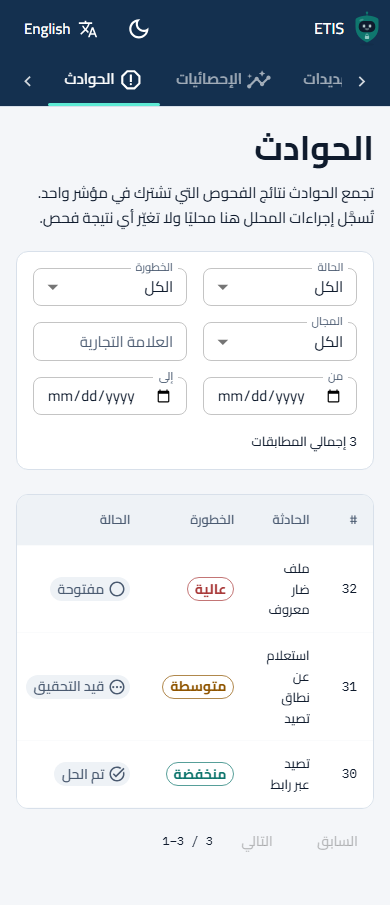 ETIS
English
يديدات
الإحصائيات
الحوادث
الحوادث
تجمع الحوادث نتائج الفحوص التي تشترك في مؤشر واحد.
تُسجَّل إجراءات المحلل هنا محليًا ولا تغيّر أي نتيجة فحص.
الحالة
الكل
الخطورة
الكل
المجال
الكل
العلامة التجارية
من
mm/dd/yyyy
إلى
mm/dd/yyyy
3 إجمالي المطابقات
# الحادثة الخطورة الحالة
32
ملف
ضار
معروف
عالية
مفتوحة
31
استعلام
عن
نطاق
تصيد
متوسطة
قيد التحقيق
30
تصيد
عبر رابط
منخفضة
تم الحل
السابق
التالي
1–3 / 3